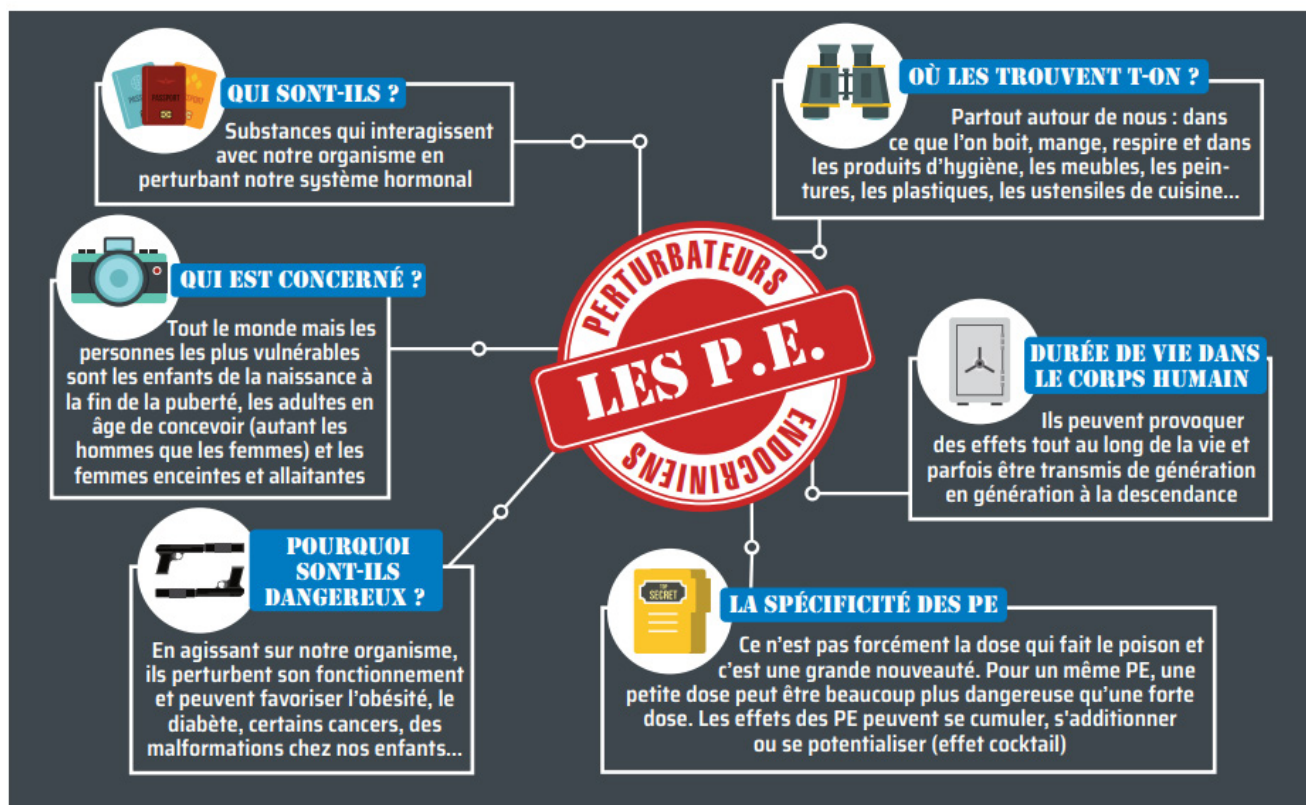 QUI SONT-ILS ?
Substances qui interagissent
avec notre organisme en
perturbant notre système hormonal
OÙ LES TROUVENT T-ON ?
Partout autour de nous : dans
ce que l’on boit, mange, respire et dans
les produits d’hygiène, les meubles, les pein-
tures, les plastiques, les ustensiles de cuisine...
QUI EST CONCERNÉ ?
Tout le monde mais les
personnes les plus vulnérables
sont les enfants de la naissance à
la fin de la puberté, les adultes en
âge de concevoir (autant les
hommes que les femmes) et les
femmes enceintes et allaitantes
PERTURBATEURS
LES P.E.
ENDOCRINIENS
DURÉE DE VIE DANS
LE CORPS HUMAIN
Ils peuvent provoquer
des effets tout au long de la vie et
parfois être transmis de génération
en génération à la descendance
POURQUOI
SONT-ILS
DANGEREUX ?
En agissant sur notre organisme,
ils perturbent son fonctionnement
et peuvent favoriser l’obésité, le
diabète, certains cancers, des
malformations chez nos enfants...
TOP
SECRET
LA SPÉCIFICITÉ DES PE
Ce n’est pas forcément la dose qui fait le poison et
c’est une grande nouveauté. Pour un même PE, une
petite dose peut être beaucoup plus dangereuse qu’une forte
dose. Les effets des PE peuvent se cumuler, s'additionner
ou se potentialiser (effet cocktail)